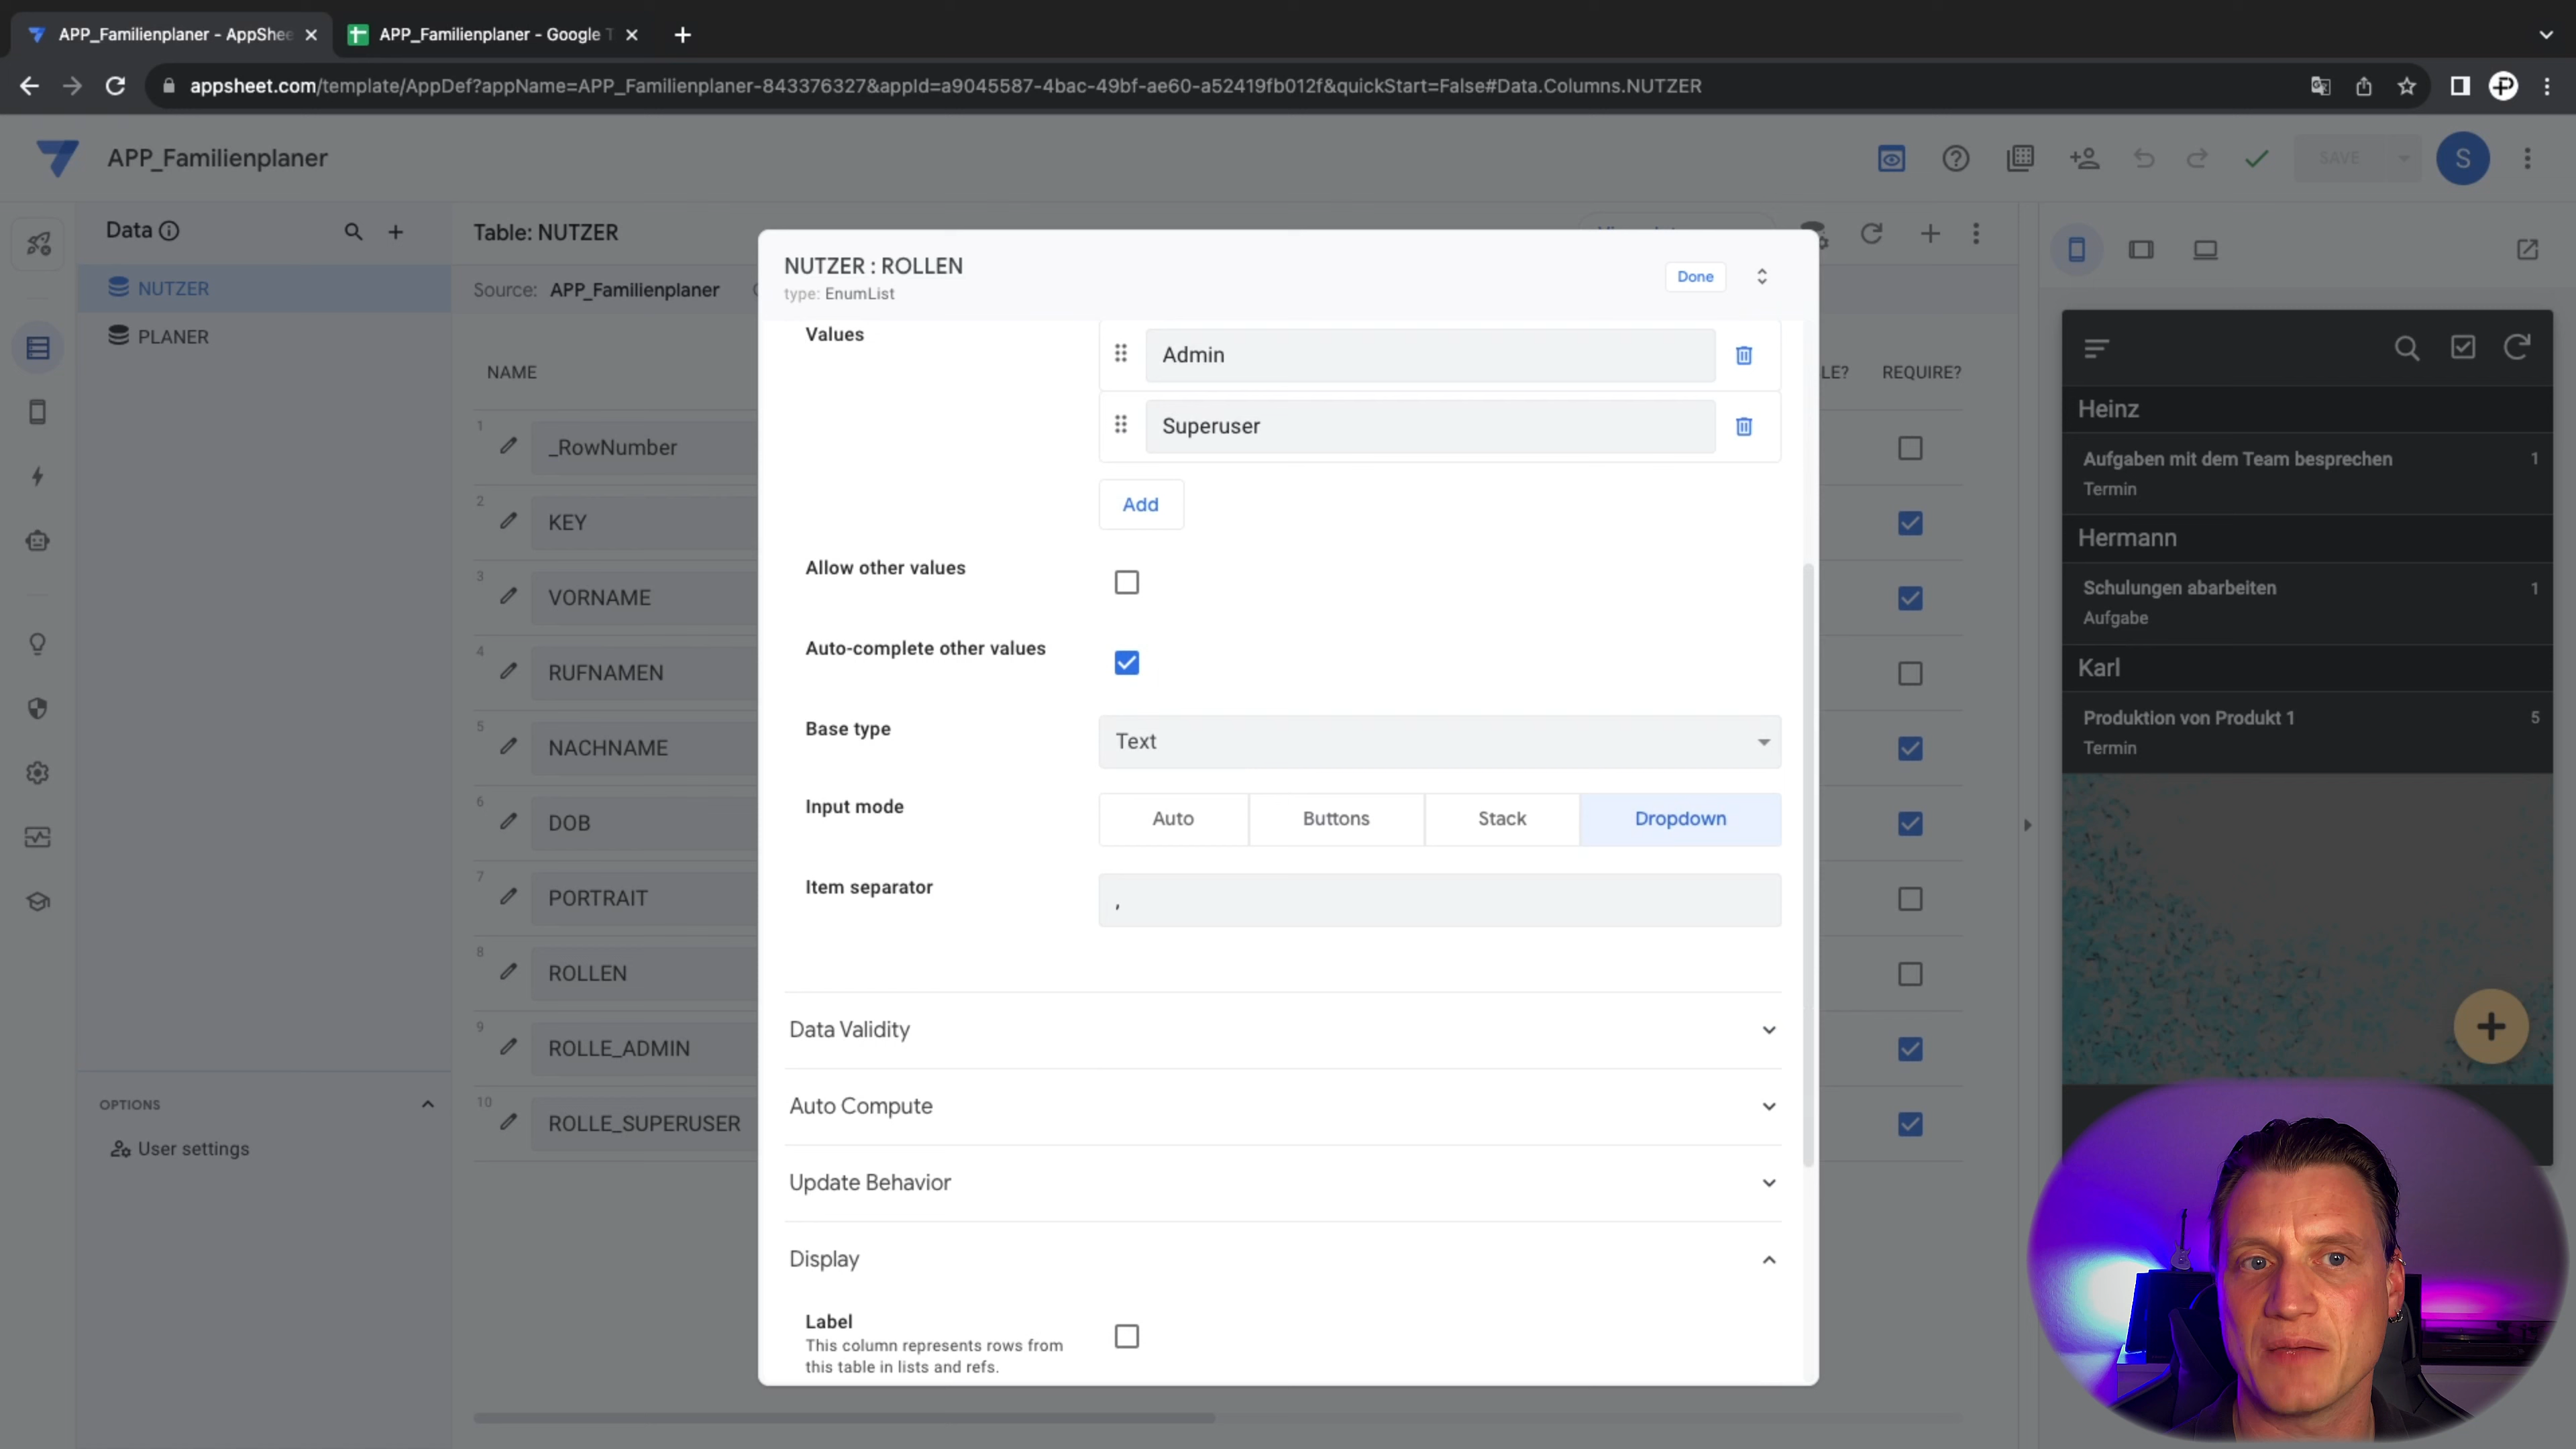 APP_Familienplaner - AppShee
APP_Familienplaner - Google T
appsheet.com/template/AppDef?appName=APP_Familienplaner-843376327&appId=a9045587-4bac-49bf-ae60-a52419fb012f&quickStart=False#Data.Columns.NUTZER
APP_Familienplaner
SAVE
S
Data
NUTZER
PLANER
OPTIONS
User settings
Table: NUTZER
Source: APP_Familienplaner
NAME
LE?
REQUIRE?
1
_RowNumber
2
KEY
3
VORNAME
4
RUFNAMEN
5
NACHNAME
6
DOB
7
PORTRAIT
8
ROLLEN
9
ROLLE_ADMIN
10
ROLLE_SUPERUSER
NUTZER : ROLLEN
type: EnumList
Done
Values
Admin
Superuser
Add
Allow other values
Auto-complete other values
Base type
Text
Input mode
Auto
Buttons
Stack
Dropdown
Item separator
,
Data Validity
Auto Compute
Update Behavior
Display
Label
This column represents rows from
this table in lists and refs.
Heinz
Aufgaben mit dem Team besprechen
1
Termin
Hermann
Schulungen abarbeiten
1
Aufgabe
Karl
Produktion von Produkt 1
5
Termin